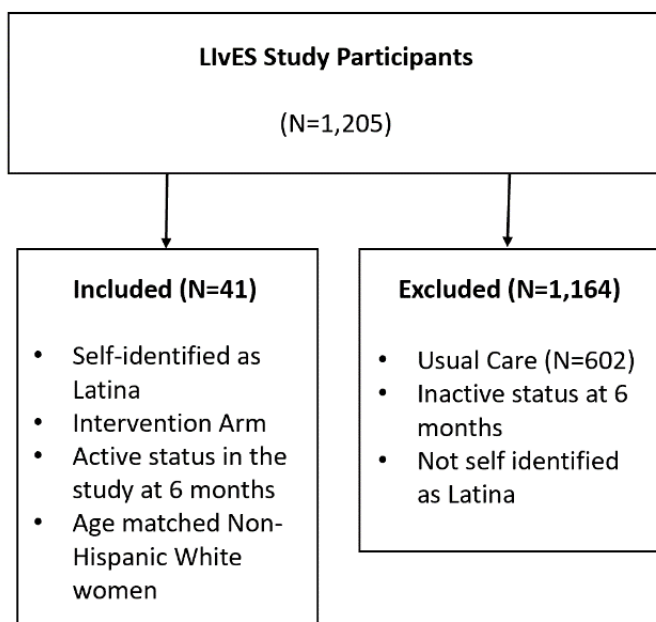 LIvES Study Participants
(N=1,205)
Included (N=41)
• Self-identified as
Latina
• Intervention Arm
• Active status in the
study at 6 months
• Age matched Non-
Hispanic White
women
Excluded (N=1,164)
• Usual Care (N=602)
• Inactive status at 6
months
• Not self identified
as Latina